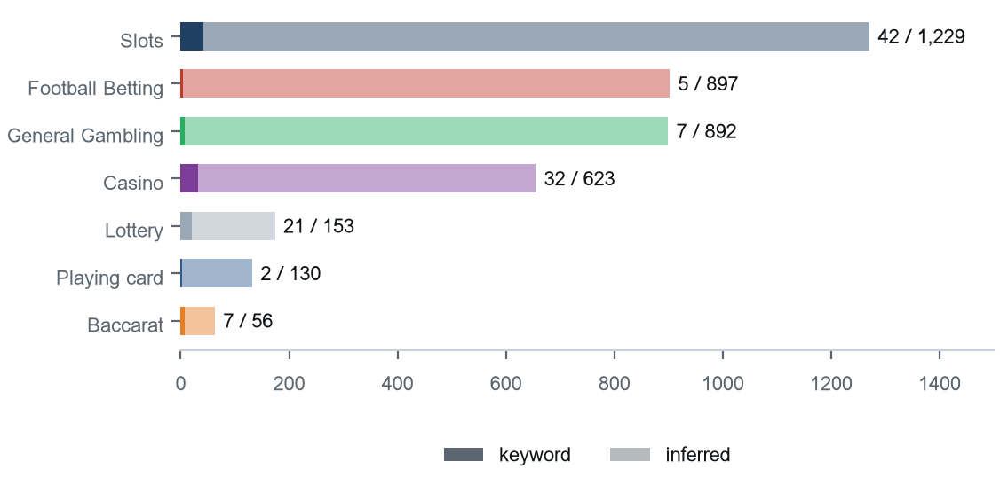 Slots 42 / 1,229
Football Betting 5 / 897
General Gambling 7 / 892
Casino 32 / 623
Lottery 21 / 153
Playing card 2 / 130
Baccarat 7 / 56
0 200 400 600 800 1000 1200 1400
keyword inferred